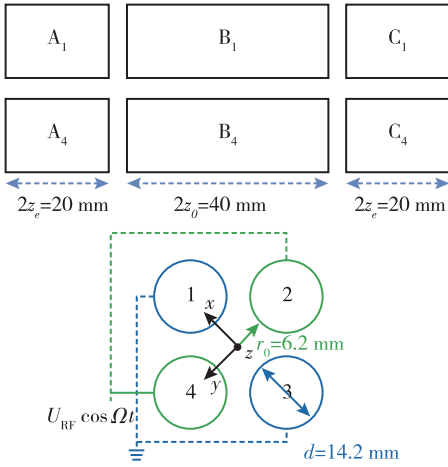 A₁ B₁ C₁
A₄ B₄ C₄
2zₑ=20 mm 2z₀=40 mm 2zₑ=20 mm
1 2
x
r₀=6.2 mm
z
4 y 3
U_RF cos Ωt
d=14.2 mm